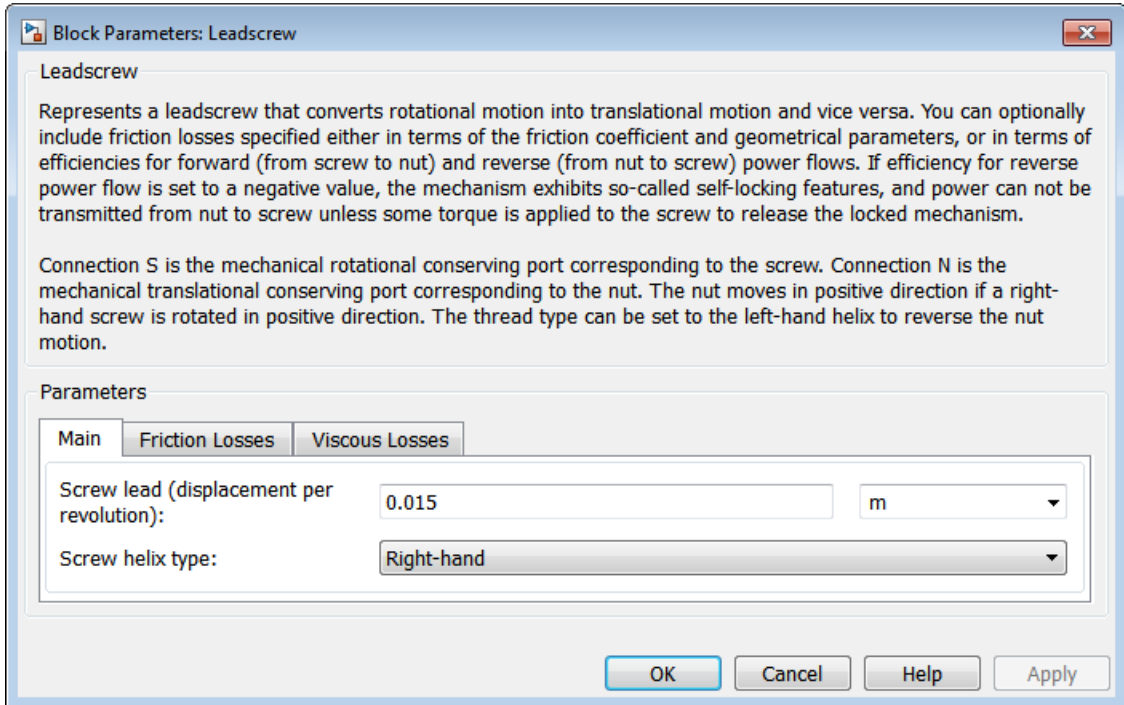 Block Parameters: Leadscrew
Leadscrew
Represents a leadscrew that converts rotational motion into translational motion and vice versa. You can optionally
include friction losses specified either in terms of the friction coefficient and geometrical parameters, or in terms of
efficiencies for forward (from screw to nut) and reverse (from nut to screw) power flows. If efficiency for reverse
power flow is set to a negative value, the mechanism exhibits so-called self-locking features, and power can not be
transmitted from nut to screw unless some torque is applied to the screw to release the locked mechanism.
Connection S is the mechanical rotational conserving port corresponding to the screw. Connection N is the
mechanical translational conserving port corresponding to the nut. The nut moves in positive direction if a right-
hand screw is rotated in positive direction. The thread type can be set to the left-hand helix to reverse the nut
motion.
Parameters
Main Friction Losses Viscous Losses
Screw lead (displacement per
revolution): 0.015 m
Screw helix type: Right-hand
OK Cancel Help Apply